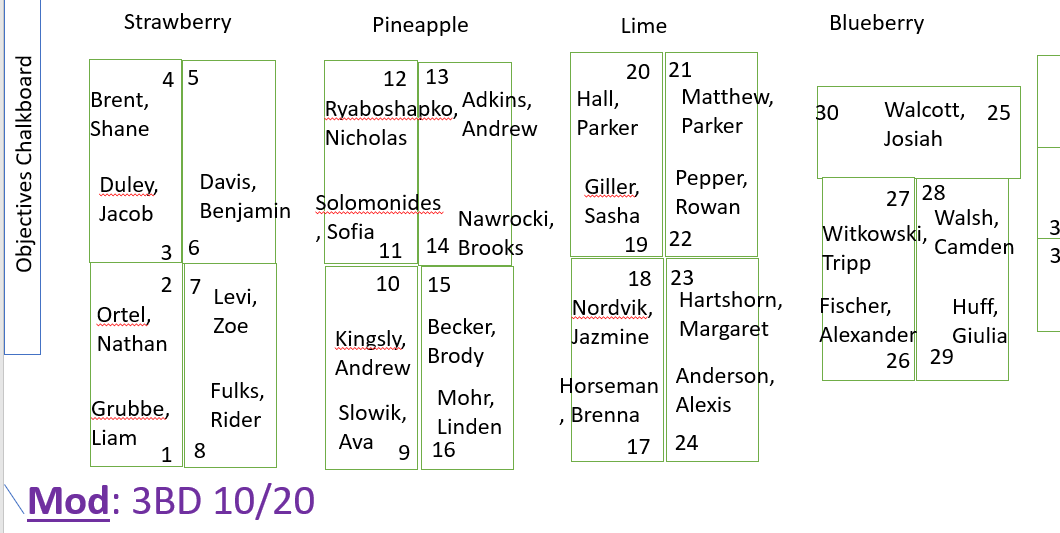 Objectives Chalkboard
Strawberry
4
5
Brent,
Shane
Duley,
Jacob
Davis,
Benjamin
3
6
2
7
Ortel,
Nathan
Levi,
Zoe
Grubbe,
Liam
Fulks,
Rider
1
8
Pineapple
12
13
Ryaboshapko,
Nicholas
Adkins,
Andrew
Solomonides
, Sofia
Nawrocki,
Brooks
11
14
10
15
Kingsly,
Andrew
Becker,
Brody
Slowik,
Ava
Mohr,
Linden
9
16
Lime
20
21
Hall,
Parker
Matthew,
Parker
Giller,
Sasha
Pepper,
Rowan
19
22
18
23
Nordvik,
Jazmine
Hartshorn,
Margaret
Horseman
, Brenna
Anderson,
Alexis
17
24
Blueberry
30
Walcott,
Josiah
25
27
28
Witkowski,
Tripp
Walsh,
Camden
Fischer,
Alexander
Huff,
Giulia
26
29
3
3
Mod: 3BD 10/20